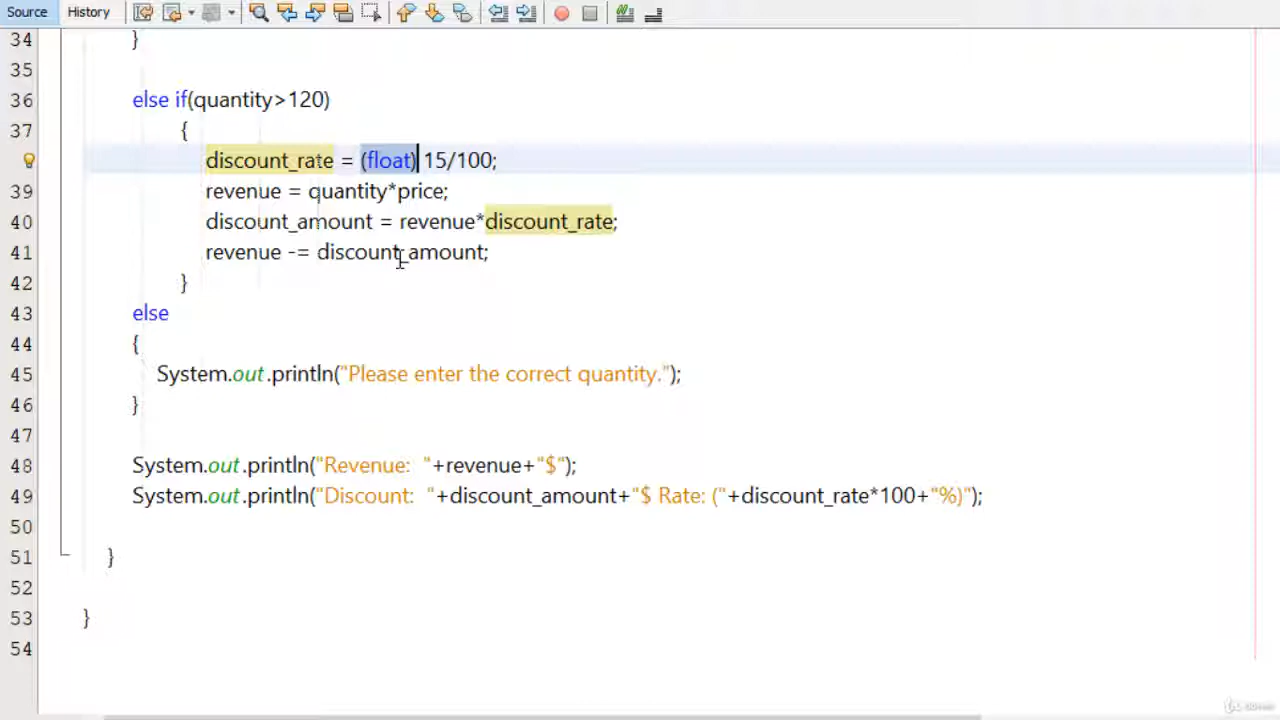 Source History
34 }
35
36 else if(quantity>120)
37 {
discount_rate = (float) 15/100;
39 revenue = quantity*price;
40 discount_amount = revenue*discount_rate;
41 revenue -= discount_amount;
42 }
43 else
44 {
45 System.out.println("Please enter the correct quantity.");
46 }
47
48 System.out.println("Revenue:  "+revenue+"$");
49 System.out.println("Discount:  "+discount_amount+"$ Rate: ("+discount_rate*100+"%)");
50
51 }
52
53 }
54